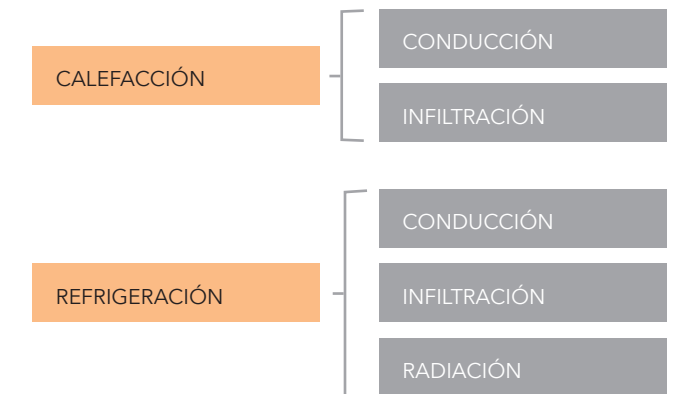 CALEFACCIÓN
CONDUCCIÓN
INFILTRACIÓN
REFRIGERACIÓN
CONDUCCIÓN
INFILTRACIÓN
RADIACIÓN